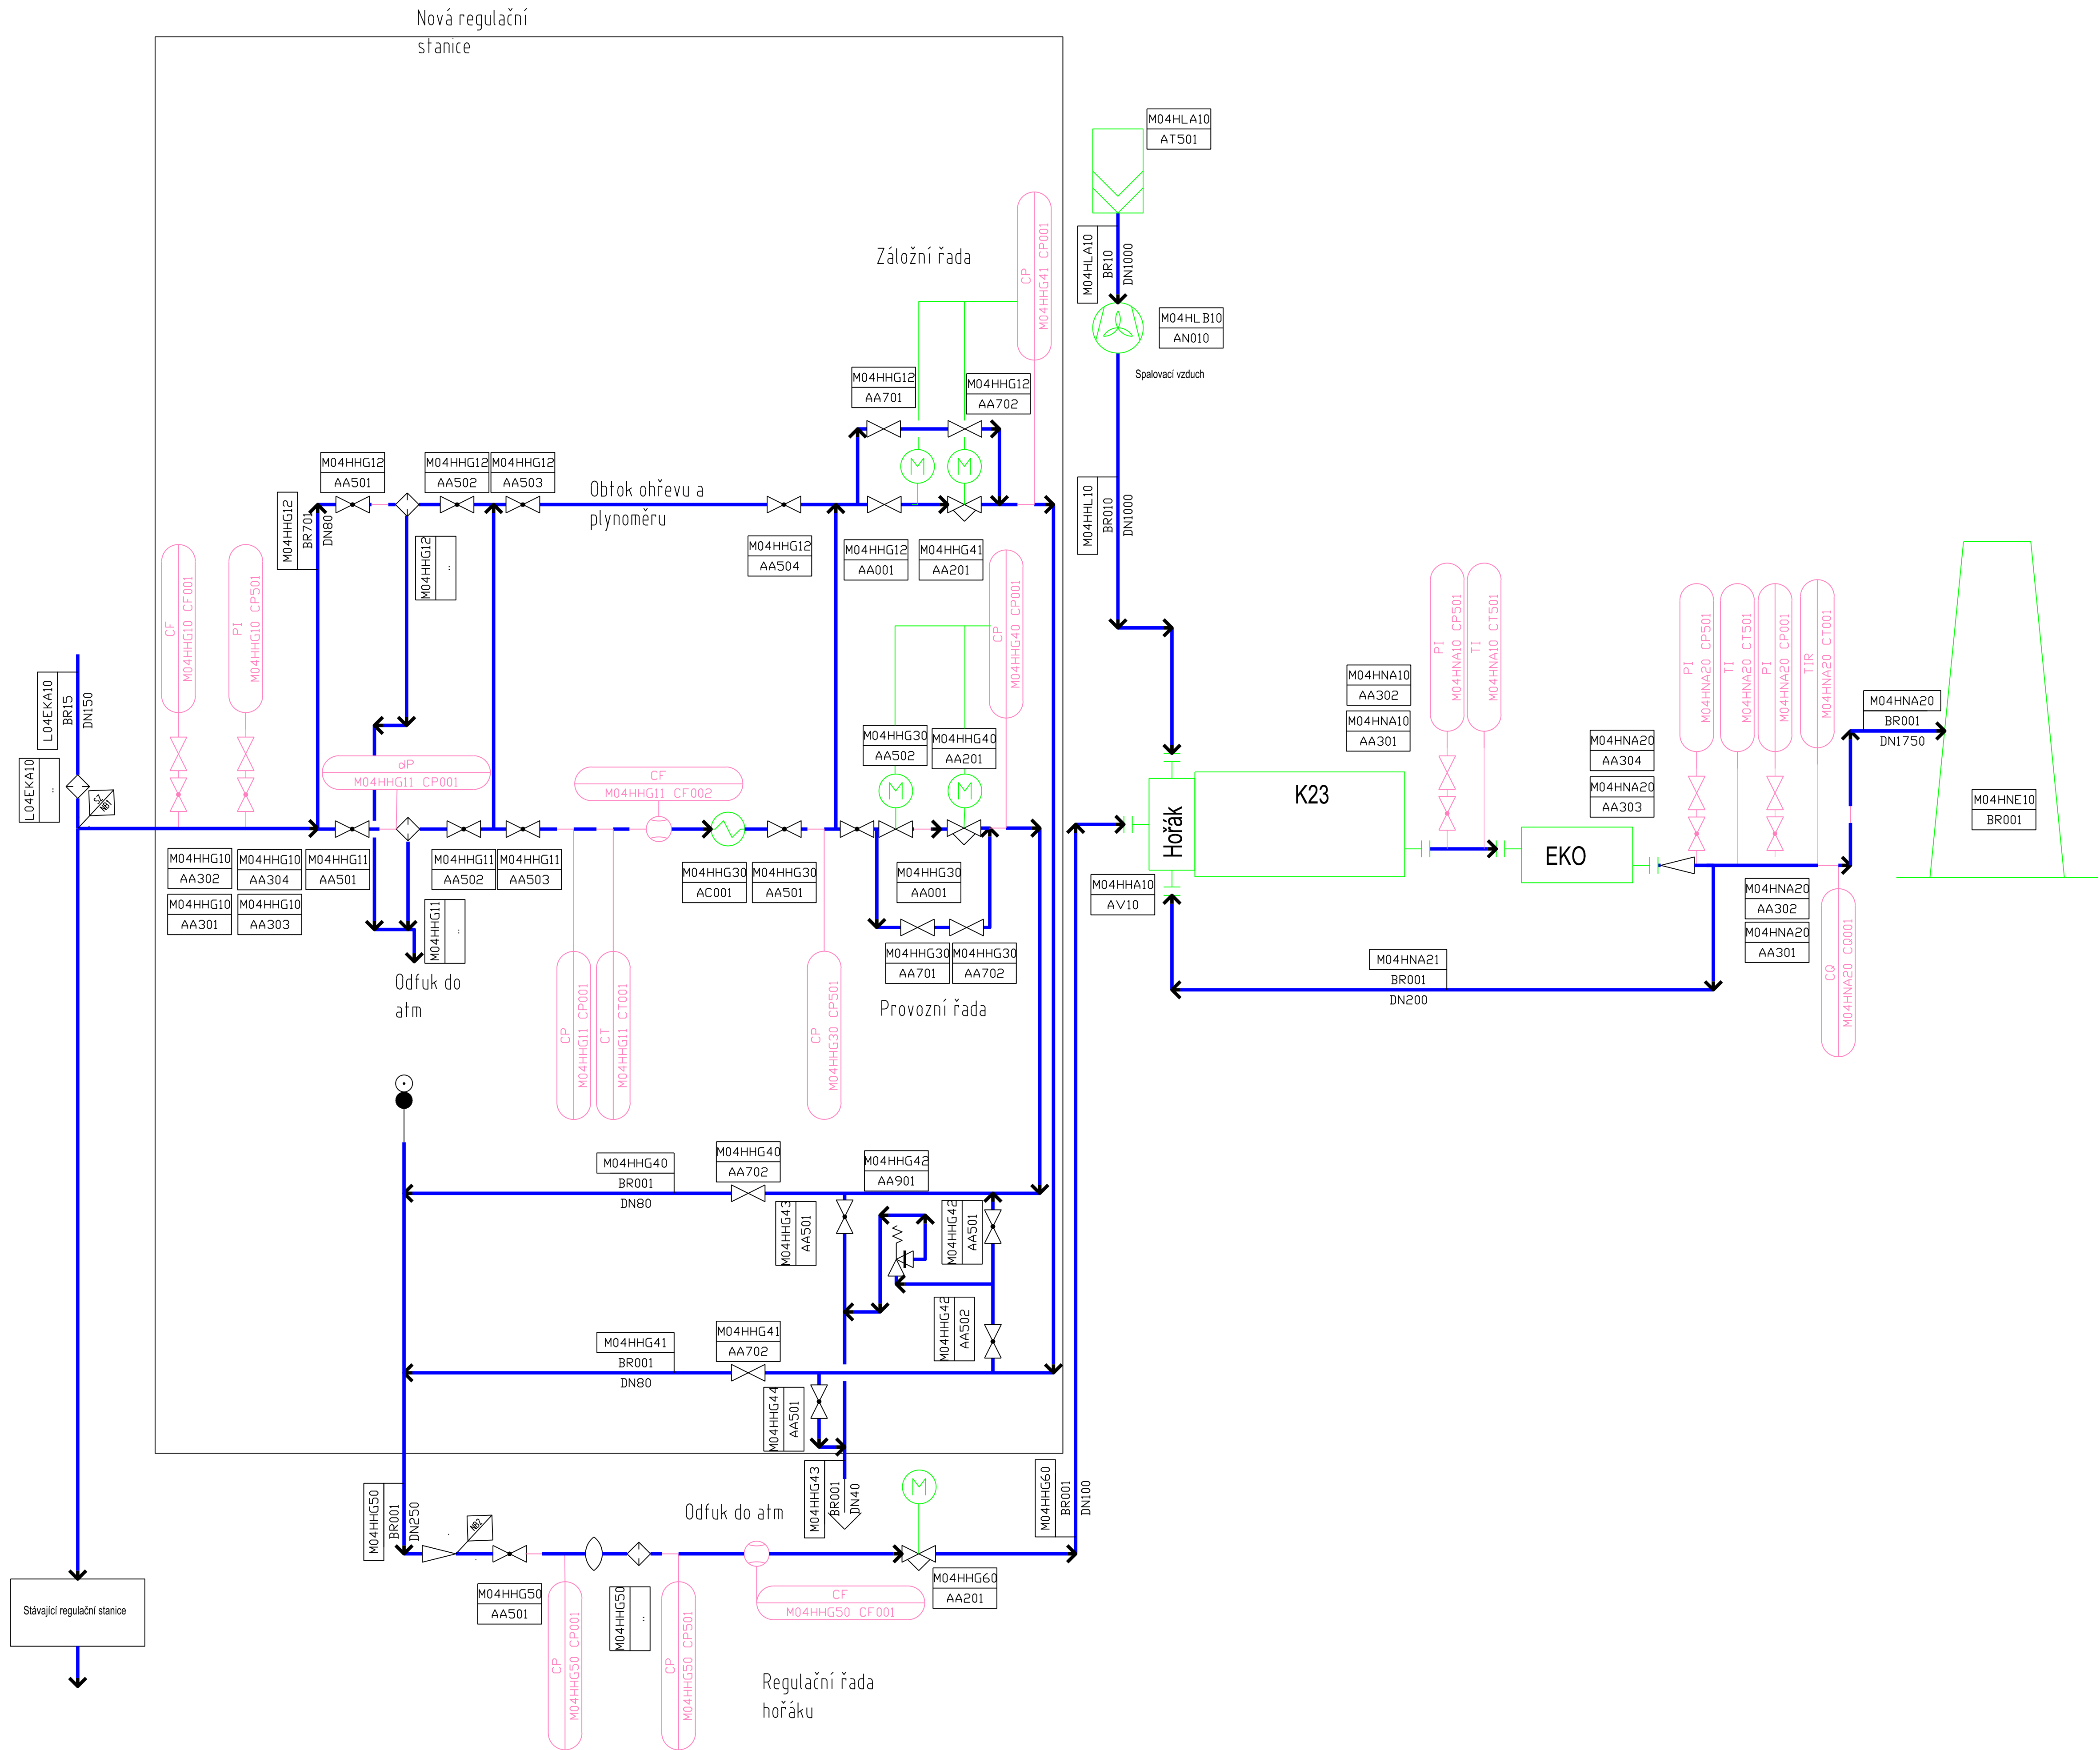 Nová regulační
stanice
M04HLA10
AT501
M04HLA10
BR10
DN1000
M04HLB10
AN010
Spalovací vzduch
Záložní řada
CP
M04HHG41 CP001
M04HHG12
AA701
M04HHG12
AA702
M
M
M04HHG12
AA501
M04HHG12
AA502
M04HHG12
AA503
Obtok ohřevu a
plynoměru
M04HHG12
BR701
DN80
M04HHG12
..
M04HHG12
AA504
M04HHG12
AA001
M04HHG41
AA201
M04HHL10
BR010
DN1000
CF
M04HHG10 CF001
PI
M04HHG10 CP501
CP
M04HHG40 CP001
L04EKA10
BR15
DN150
L04EKA10
..
SZ
NB1
dP
M04HHG11 CP001
CF
M04HHG11 CF002
M04HHG30
AA502
M04HHG40
AA201
M
M
M04HHG10
AA302
M04HHG10
AA304
M04HHG11
AA501
M04HHG11
AA502
M04HHG11
AA503
M04HHG30
AC001
M04HHG30
AA501
M04HHG30
AA001
M04HHG10
AA301
M04HHG10
AA303
M04HHG11
..
Odfuk do
atm
CP
M04HHG11 CP001
CT
M04HHG11 CT001
CP
M04HHG30 CP501
M04HHG30
AA701
M04HHG30
AA702
Provozní řada
Hořák
K23
EKO
M04HHA10
AV10
M04HNA10
AA302
M04HNA10
AA301
PI
M04HNA10 CP501
TI
M04HNA10 CT501
M04HNA20
AA304
M04HNA20
AA303
PI
M04HNA20 CP501
TI
M04HNA20 CT501
PI
M04HNA20 CP001
TIR
M04HNA20 CT001
M04HNA20
BR001
DN1750
M04HNE10
BR001
M04HNA20
AA302
M04HNA20
AA301
CQ
M04HNA20 CQ001
M04HNA21
BR001
DN200
M04HHG40
BR001
DN80
M04HHG40
AA702
M04HHG42
AA901
M04HHG43
AA501
M04HHG42
AA501
M04HHG42
AA502
M04HHG41
BR001
DN80
M04HHG41
AA702
M04HHG44
AA501
M04HHG43
BR001
DN40
M04HHG60
BR001
DN100
M04HHG50
BR001
DN250
NB2
Odfuk do atm
M
M04HHG50
AA501
CP
M04HHG50 CP001
M04HHG50
..
CP
M04HHG50 CP501
CF
M04HHG50 CF001
M04HHG60
AA201
Regulační řada
hořáku
Stávající regulační stanice